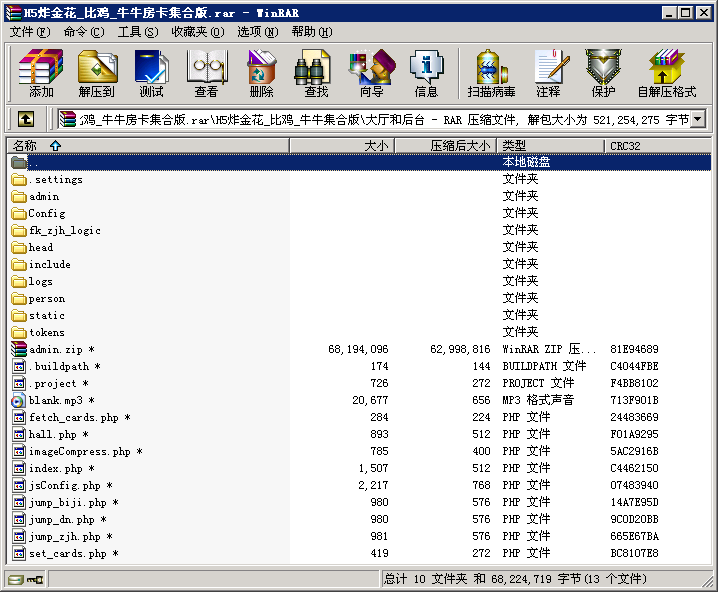 H5炸金花_比鸡_牛牛房卡集合版.rar - WinRAR
文件(F) 命令(C) 工具(S) 收藏夹(O) 选项(N) 帮助(H)
添加 解压到 测试 查看 删除 查找 向导 信息 扫描病毒 注释 保护 自解压格式
鸡_牛牛房卡集合版.rar\H5炸金花_比鸡_牛牛房卡集合版\大厅和后台 - RAR 压缩文件, 解包大小为 521,254,275 字节
名称 大小 压缩后大小 类型 CRC32
.. 本地磁盘
.settings 文件夹
admin 文件夹
Config 文件夹
fk_zjh_logic 文件夹
head 文件夹
include 文件夹
logs 文件夹
person 文件夹
static 文件夹
tokens 文件夹
admin.zip * 68,194,096 62,998,816 WinRAR ZIP 压... 81E94689
.buildpath * 174 144 BUILDPATH 文件 C4044FBE
.project * 726 272 PROJECT 文件 F4BB8102
blank.mp3 * 20,677 656 MP3 格式声音 713F901B
fetch_cards.php * 284 224 PHP 文件 24483669
hall.php * 893 512 PHP 文件 F01A9295
imageCompress.php * 785 400 PHP 文件 5AC2916B
index.php * 1,507 512 PHP 文件 C4462150
jsConfig.php * 2,217 768 PHP 文件 07483940
jump_biji.php * 980 576 PHP 文件 14A7E95D
jump_dn.php * 980 576 PHP 文件 9C0D20BB
jump_zjh.php * 981 576 PHP 文件 665E67BA
set_cards.php * 419 272 PHP 文件 BC8107E8
总计 10 文件夹 和 68,224,719 字节(13 个文件)